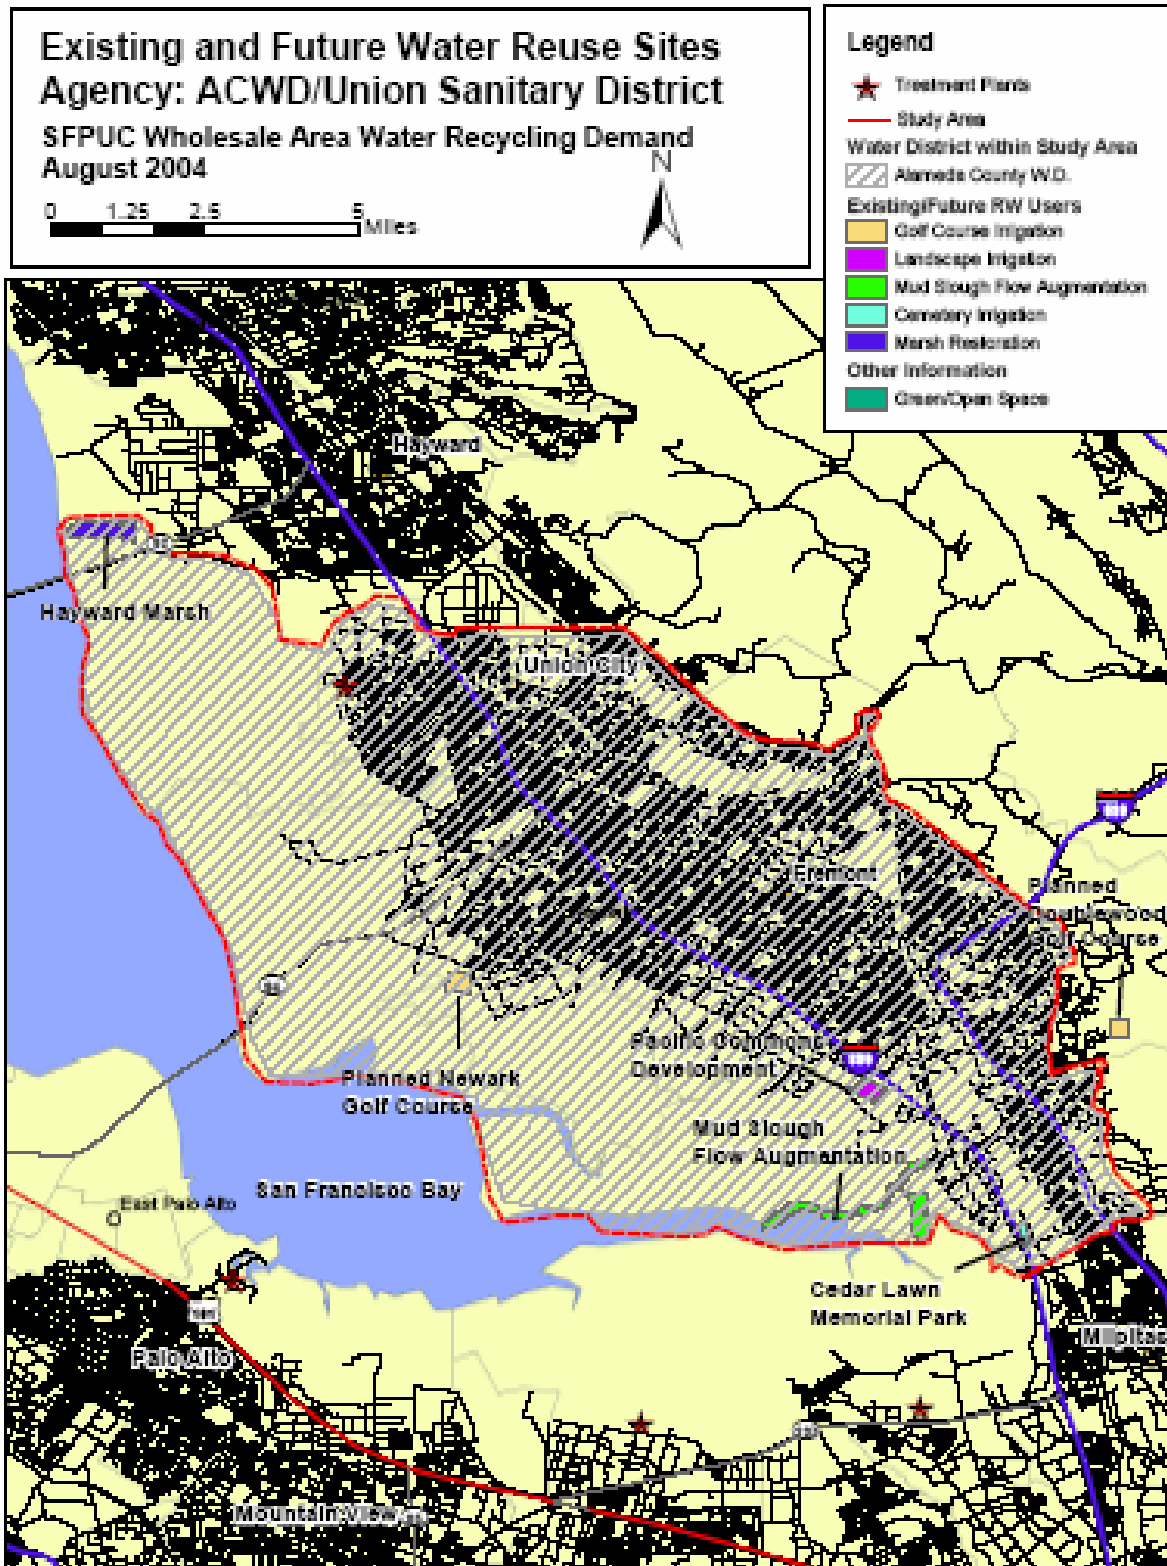 Existing and Future Water Reuse Sites
Agency: ACWD/Union Sanitary District
SFPUC Wholesale Area Water Recycling Demand
August 2004
N
0 1.25 2.5 5
Miles
Legend
Treatment Plants
Study Area
Water District within Study Area
Alameda County W.D.
Existing/Future RW Users
Golf Course Irrigation
Landscape Irrigation
Mud Slough Flow Augmentation
Cemetery Irrigation
Marsh Restoration
Other Information
Green/Open Space
Hayward
Hayward Marsh
Union City
Fremont
Planned
Golf Course
Pacific Commons
Development
Planned Newark
Golf Course
Mud Slough
Flow Augmentation
San Francisco Bay
East Palo Alto
Cedar Lawn
Memorial Park
Milpitas
Palo Alto
Mountain View